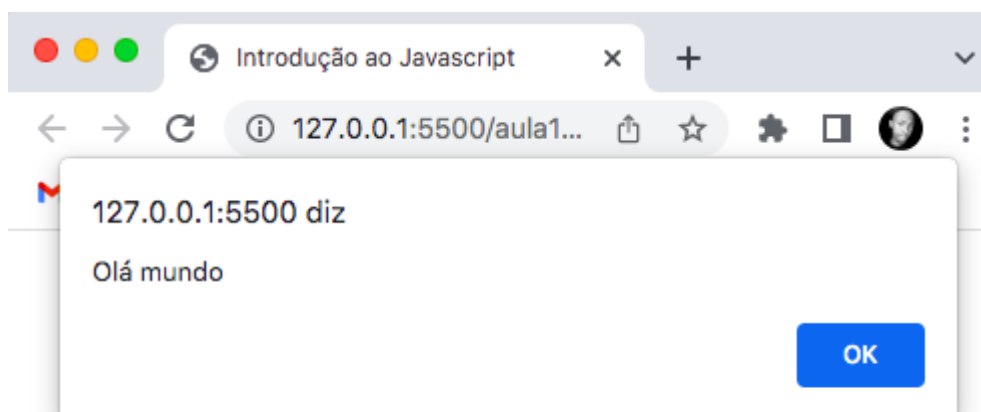 Introdução ao Javascript
127.0.0.1:5500/aula1...
127.0.0.1:5500 diz
Olá mundo
OK